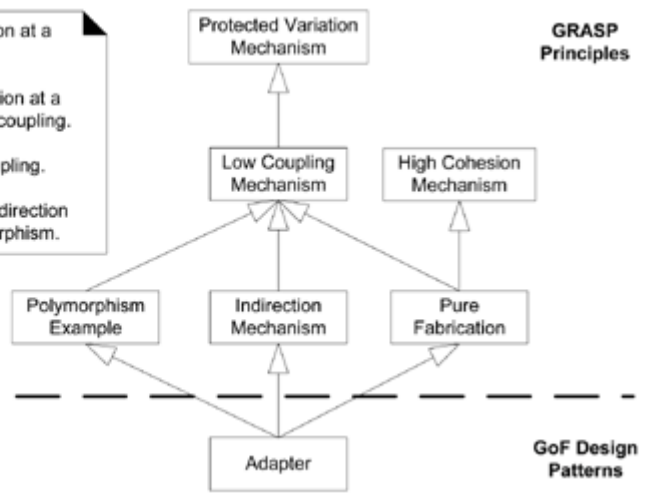 on at a
ion at a
coupling.
pling.
direction
rphism.
Protected Variation
Mechanism
GRASP
Principles
Low Coupling
Mechanism
High Cohesion
Mechanism
Polymorphism
Example
Indirection
Mechanism
Pure
Fabrication
Adapter
GoF Design
Patterns